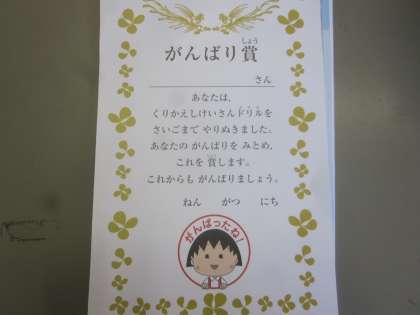 がんばり賞
しょう
さん
あなたは、
くりかえしけいさんドリルを
さいごまで やりぬきました。
あなたの がんばりを みとめ、
これを 賞します。
これからも がんばりましょう。
ねん がつ にち
がんばったね!